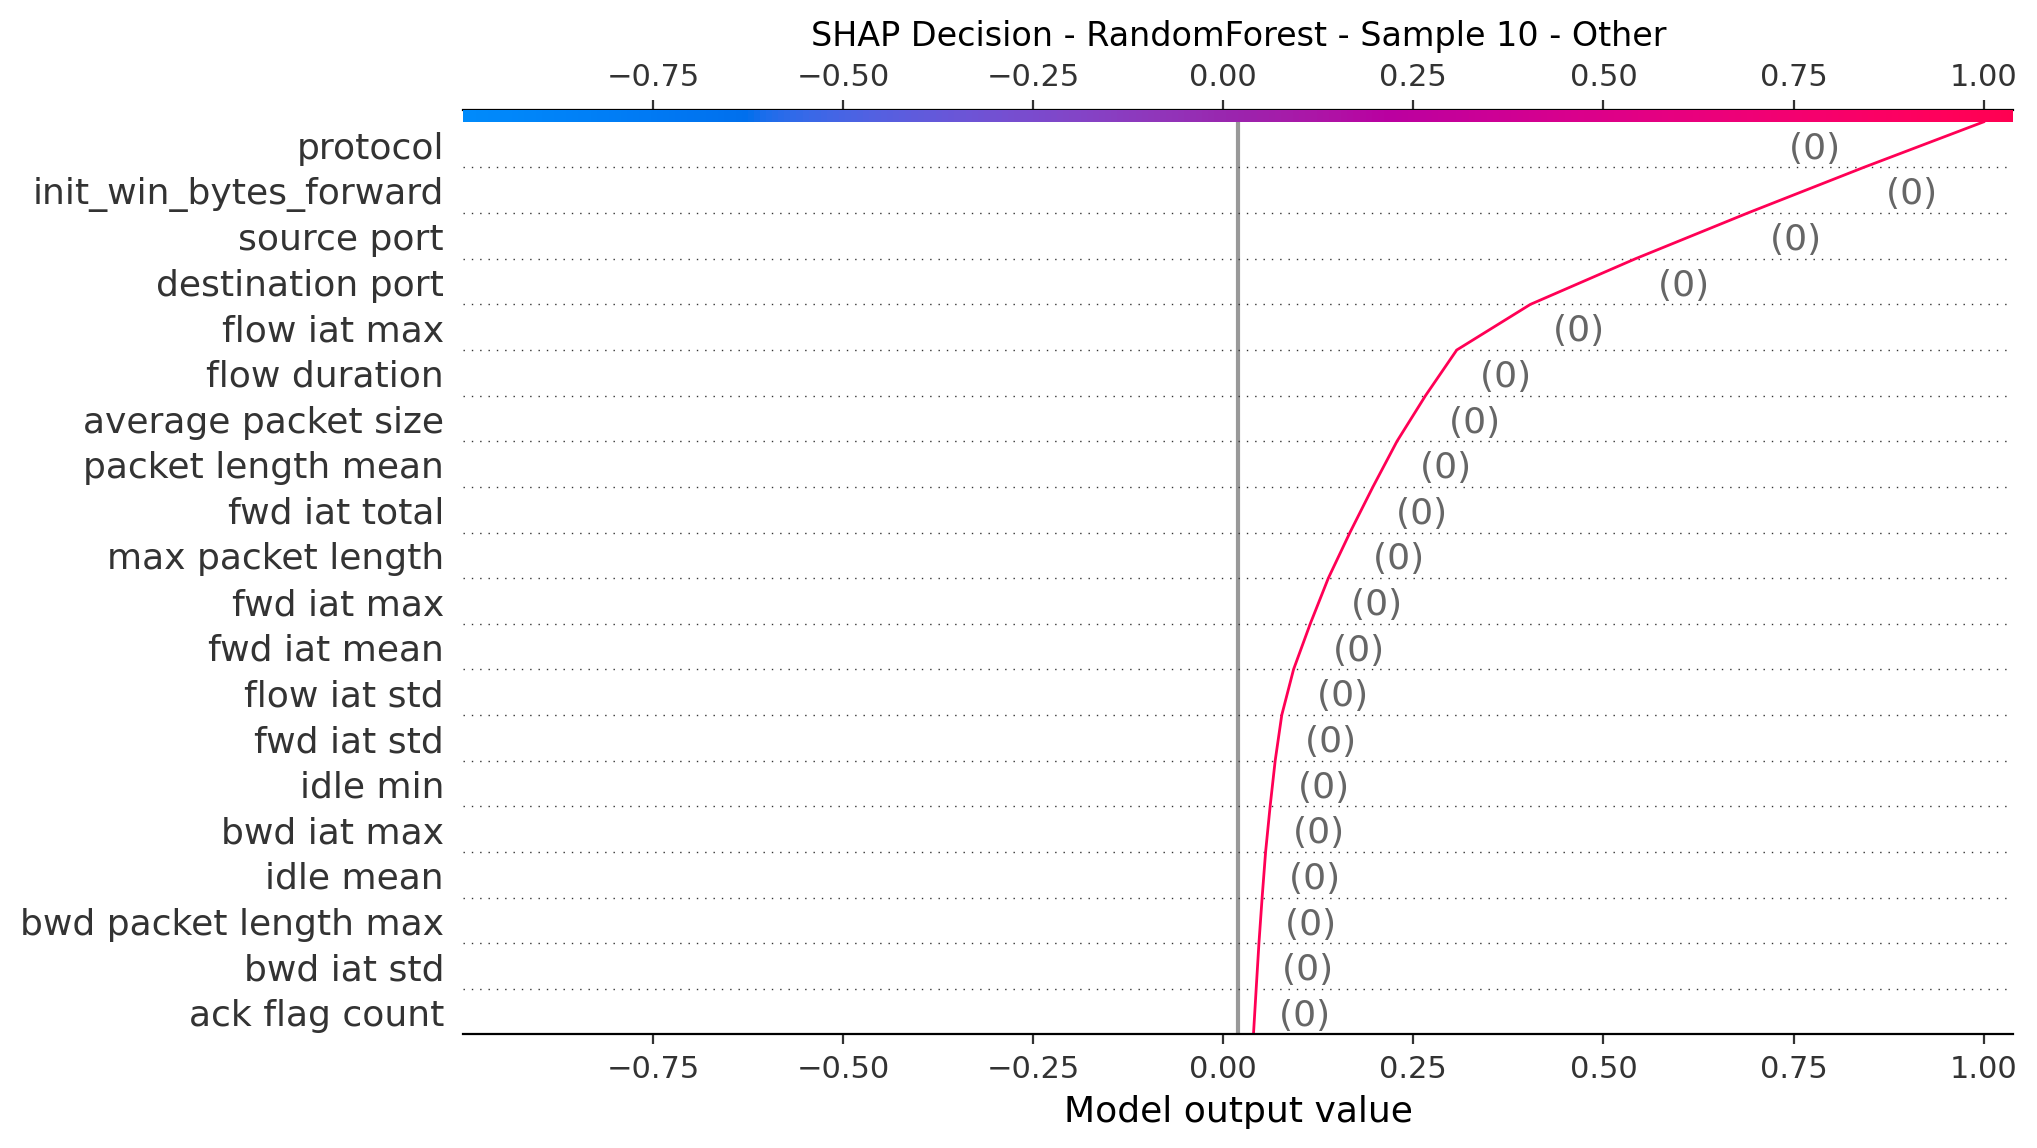 SHAP Decision - RandomForest - Sample 10 - Other
−0.75 −0.50 −0.25 0.00 0.25 0.50 0.75 1.00
protocol (0)
init_win_bytes_forward (0)
source port (0)
destination port (0)
flow iat max (0)
flow duration (0)
average packet size (0)
packet length mean (0)
fwd iat total (0)
max packet length (0)
fwd iat max (0)
fwd iat mean (0)
flow iat std (0)
fwd iat std (0)
idle min (0)
bwd iat max (0)
idle mean (0)
bwd packet length max (0)
bwd iat std (0)
ack flag count (0)
−0.75 −0.50 −0.25 0.00 0.25 0.50 0.75 1.00
Model output value